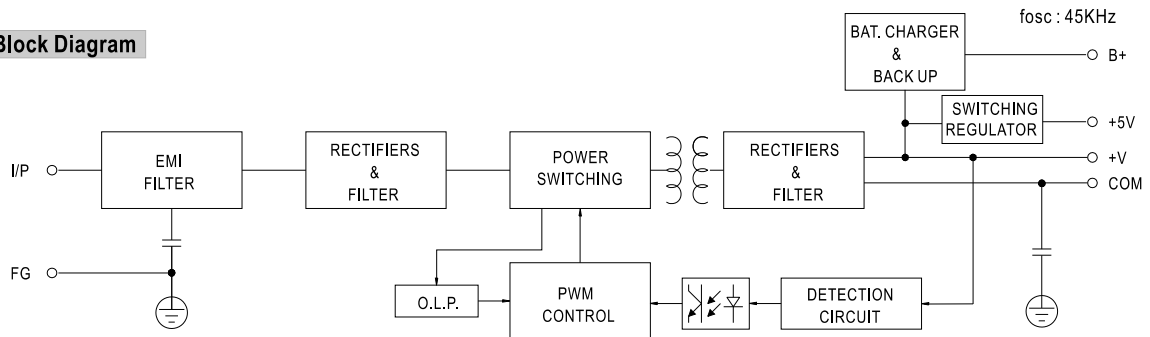 Block Diagram
fosc : 45KHz
BAT. CHARGER
&
BACK UP
B+
SWITCHING
REGULATOR
+5V
I/P
EMI
FILTER
RECTIFIERS
&
FILTER
POWER
SWITCHING
RECTIFIERS
&
FILTER
+V
COM
FG
O.L.P.
PWM
CONTROL
DETECTION
CIRCUIT